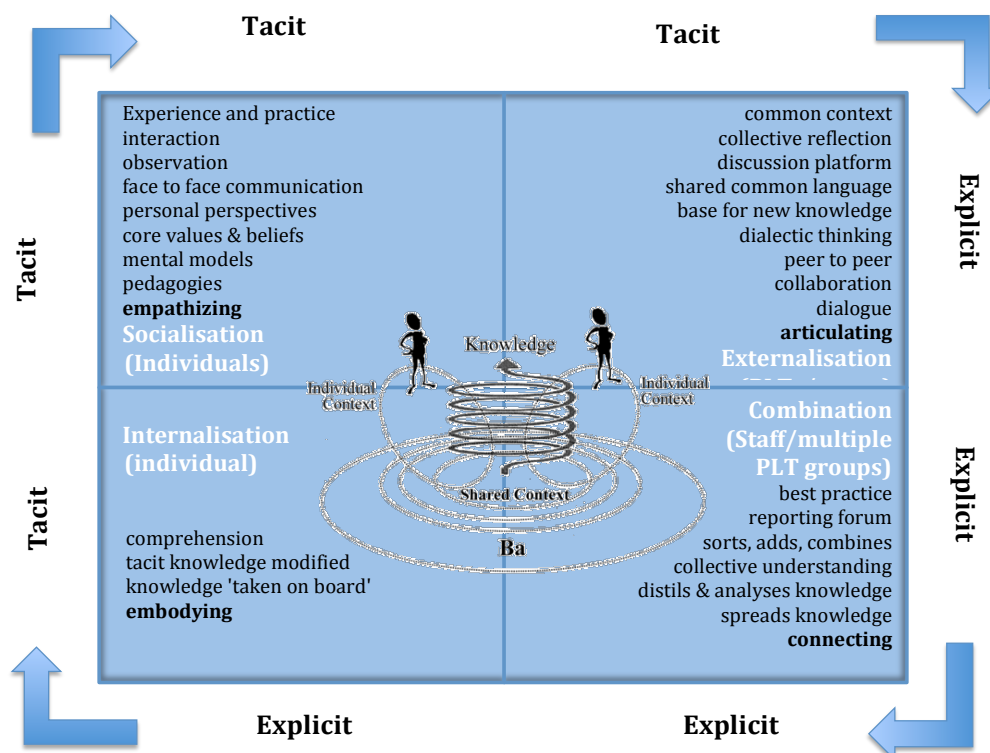 Tacit
Tacit
Tacit
Explicit
Experience and practice
interaction
observation
face to face communication
personal perspectives
core values & beliefs
mental models
pedagogies
empathizing
Socialisation
(Individuals)
common context
collective reflection
discussion platform
shared common language
base for new knowledge
dialectic thinking
peer to peer
collaboration
dialogue
articulating
Externalisation
Knowledge
Individual
Context
Individual
Context
Shared Context
Ba
Internalisation
(individual)
comprehension
tacit knowledge modified
knowledge 'taken on board'
embodying
Combination
(Staff/multiple
PLT groups)
best practice
reporting forum
sorts, adds, combines
collective understanding
distils & analyses knowledge
spreads knowledge
connecting
Tacit
Explicit
Explicit
Explicit